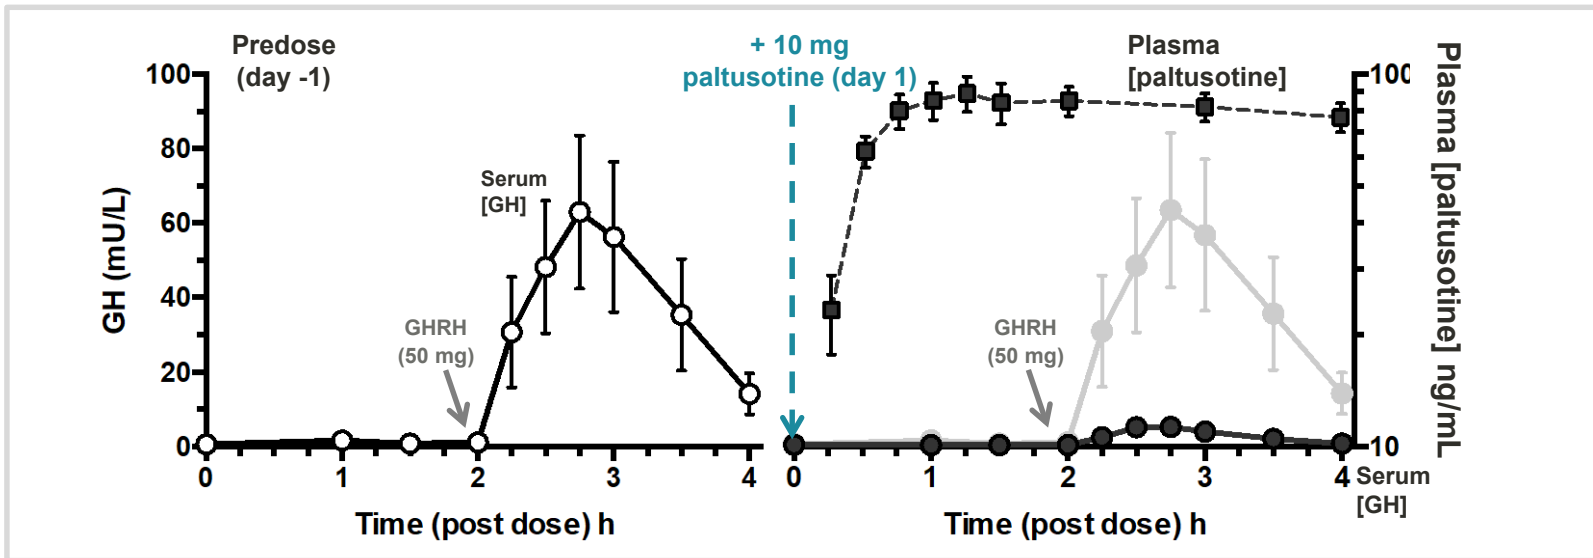 Predose
(day -1)
100
80
60
40
20
0
GH (mU/L)
Serum
[GH]
GHRH
(50 mg)
0
1
2
3
4
Time (post dose) h
+ 10 mg
paltusotine (day 1)
Plasma
[paltusotine]
GHRH
(50 mg)
0
1
2
3
4
Time (post dose) h
100
10
Plasma [paltusotine] ng/mL
Serum
[GH]